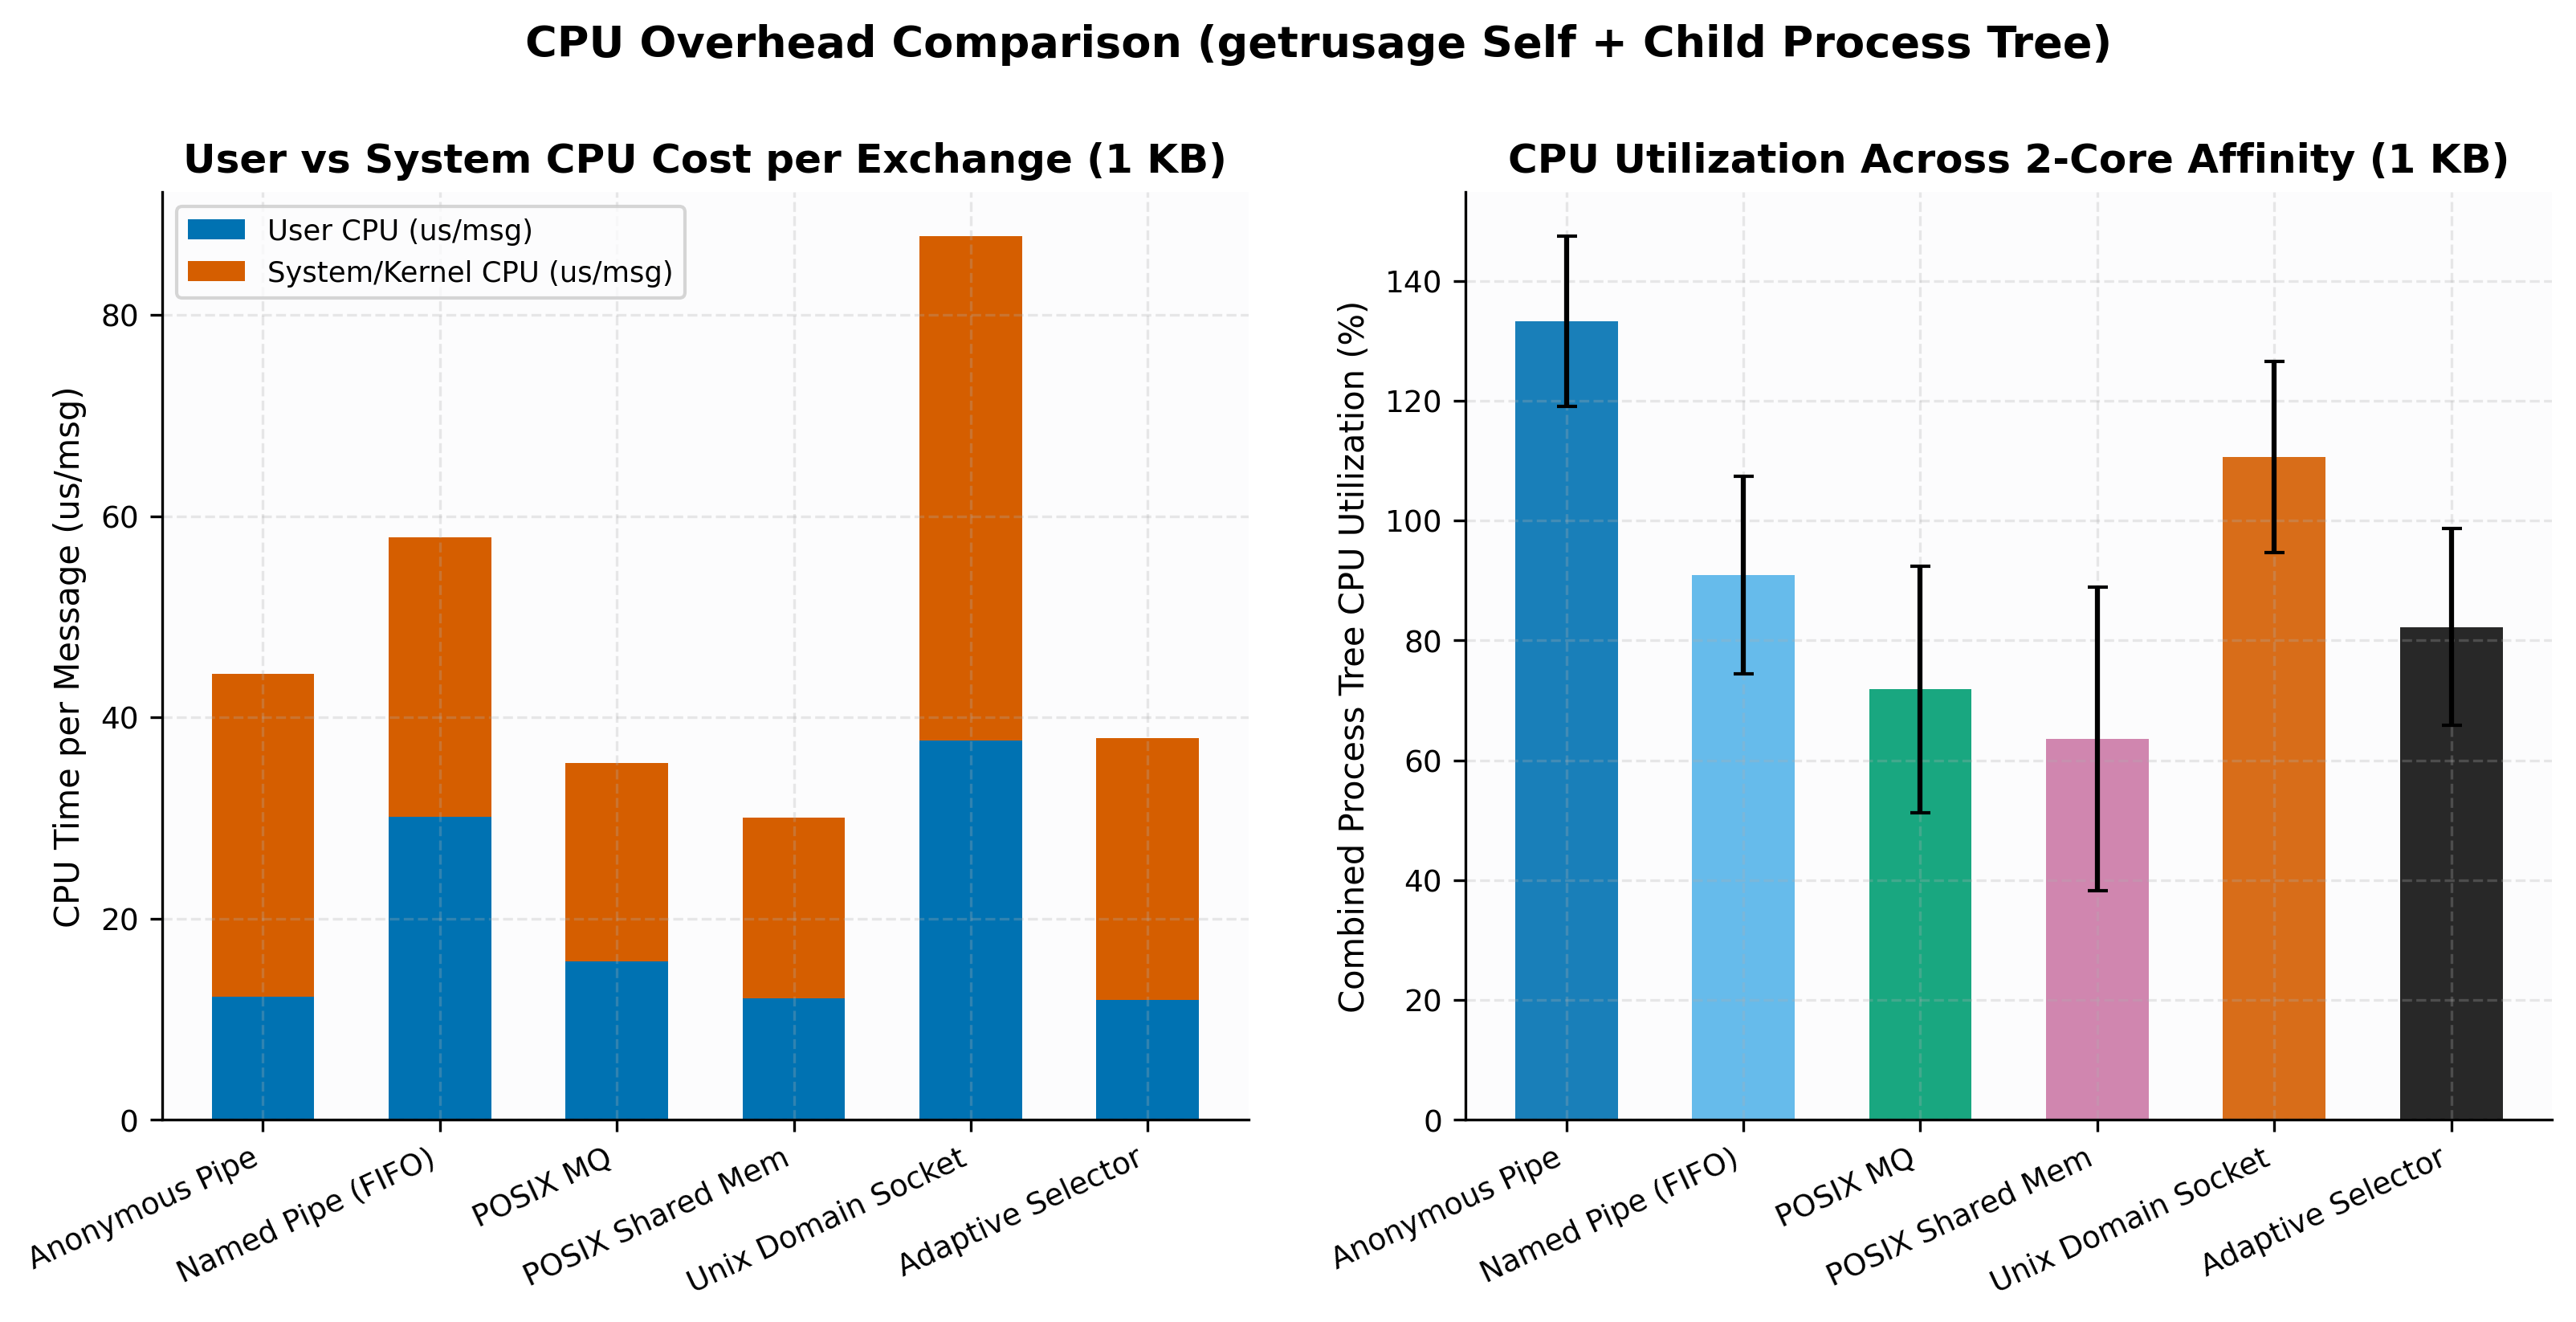 CPU Overhead Comparison (getrusage Self + Child Process Tree)
User vs System CPU Cost per Exchange (1 KB)
User CPU (us/msg)
System/Kernel CPU (us/msg)
CPU Time per Message (us/msg)
80
60
40
20
0
Anonymous Pipe
Named Pipe (FIFO)
POSIX MQ
POSIX Shared Mem
Unix Domain Socket
Adaptive Selector
CPU Utilization Across 2-Core Affinity (1 KB)
Combined Process Tree CPU Utilization (%)
140
120
100
80
60
40
20
0
Anonymous Pipe
Named Pipe (FIFO)
POSIX MQ
POSIX Shared Mem
Unix Domain Socket
Adaptive Selector